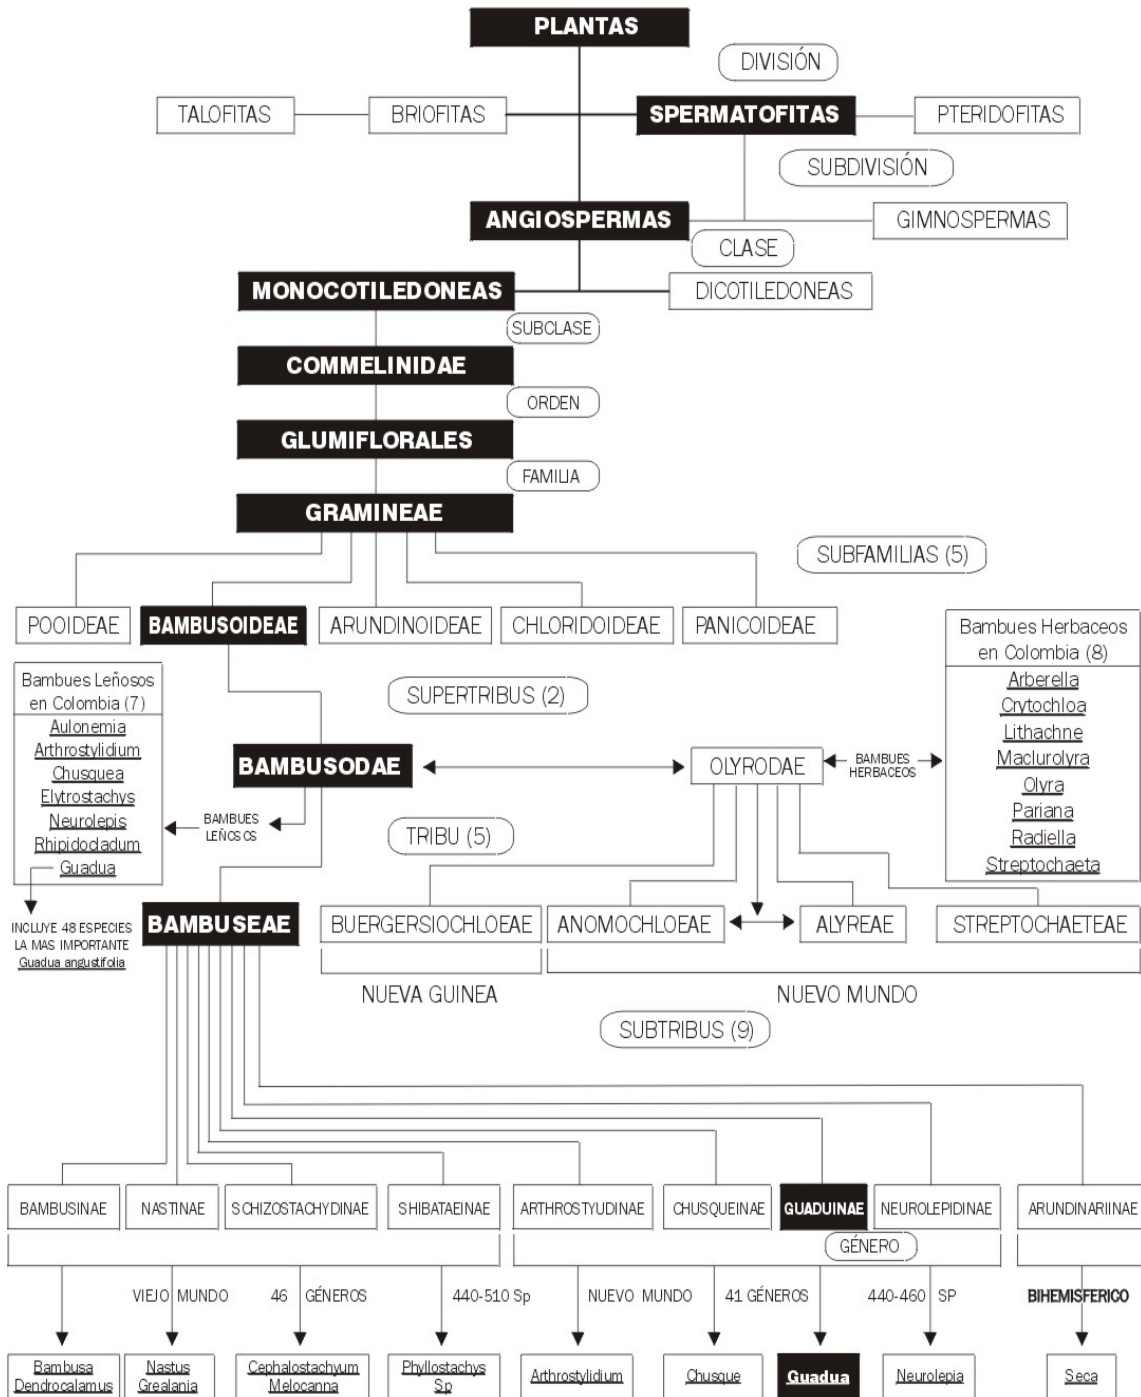 PLANTAS
DIVISIÓN
TALOFITAS
BRIOFITAS
SPERMATOFITAS
PTERIDOFITAS
SUBDIVISIÓN
ANGIOSPERMAS
GIMNOSPERMAS
CLASE
MONOCOTILEDONEAS
DICOTILEDONEAS
SUBCLASE
COMMELINIDAE
ORDEN
GLUMIFLORALES
FAMILIA
GRAMINEAE
SUBFAMILIAS (5)
POOIDEAE
BAMBUSOIDEAE
ARUNDINOIDEAE
CHLORIDOIDEAE
PANICOIDEAE
Bambues Herbaceos
en Colombia (8)
Arberella
Crytochloa
Lithachne
Maclurolyra
Olyra
Pariana
Radiella
Streptochaeta
Bambues Leñosos
en Colombia (7)
Aulonemia
Arthrostylidium
Chusquea
Elytrostachys
Neurolepis
Rhipidocladum
Guadua
SUPERTRIBUS (2)
BAMBUSODAE
OLYRODAE
BAMBUES
HERBACEOS
BAMBUES
LEÑOSOS
TRIBU (5)
INCLUYE 48 ESPECIES
LA MAS IMPORTANTE
Guadua angustifolia
BAMBUSEAE
BUERGERSIOCHLOEAE
ANOMOCHLOEAE
ALYREAE
STREPTOCHAETEAE
NUEVA GUINEA
NUEVO MUNDO
SUBTRIBUS (9)
BAMBUSINAE
NASTINAE
SCHIZOSTACHYDINAE
SHIBATAEINAE
ARTHROSTYUDINAE
CHUSQUEINAE
GUADUINAE
NEUROLEPIDINAE
ARUNDINARIINAE
GÉNERO
VIEJO MUNDO
46 GÉNEROS
440-510 Sp
NUEVO MUNDO
41 GÉNEROS
440-460 SP
BIHEMISFERICO
Bambusa
Dendrocalamus
Nastus
Grealania
Cephalostachyum
Melocanna
Phyllostachys
Sp
Arthrostylidium
Chusque
Guadua
Neurolepia
Seca